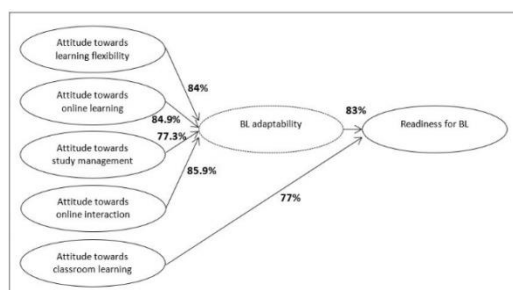 Attitude towards
learning flexibility
84%
Attitude towards
online learning
84.9%
BL adaptability
83%
Readiness for BL
77.3%
Attitude towards
study management
85.9%
Attitude towards
online interaction
77%
Attitude towards
classroom learning